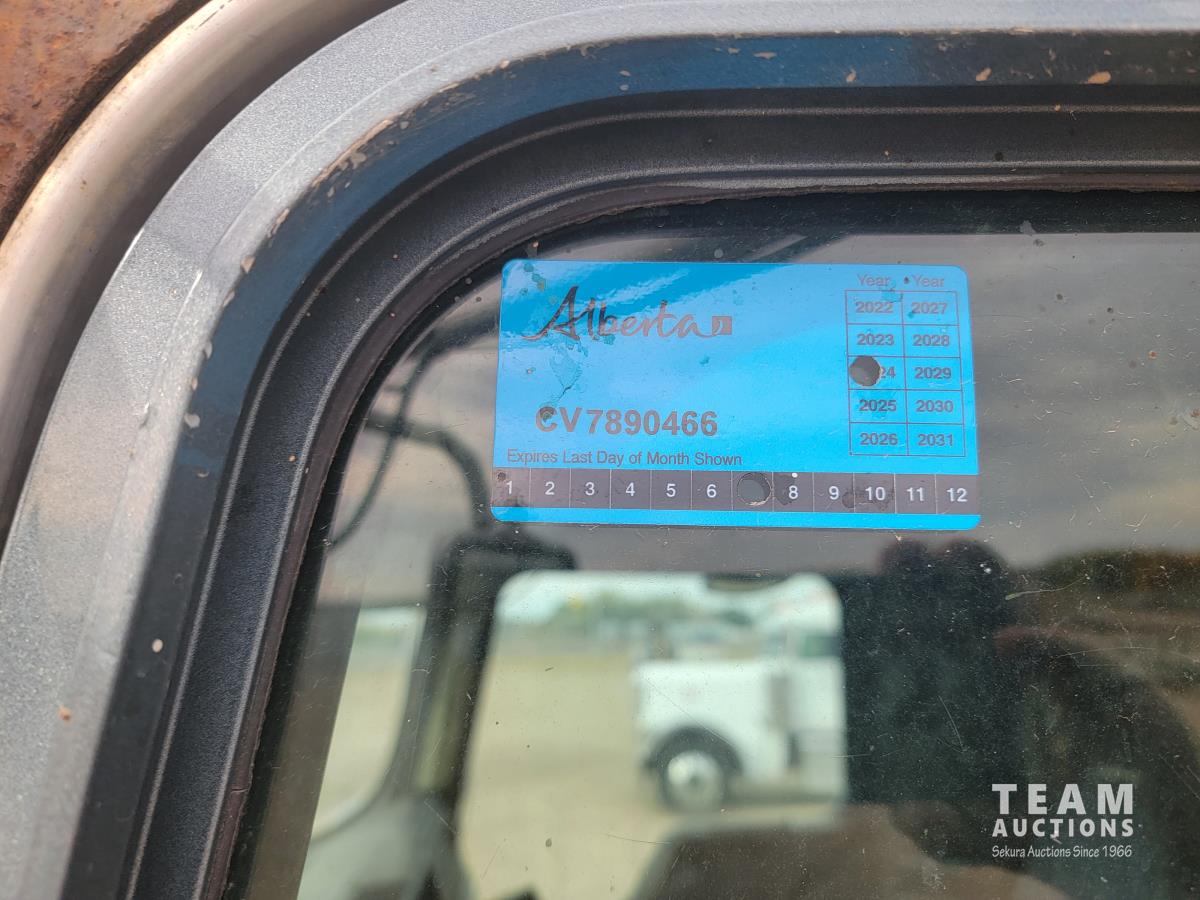 Alberta
Year Year
2022 2027
2023 2028
24 2029
2025 2030
2026 2031
CV7890466
Expires Last Day of Month Shown
1 2 3 4 5 6 8 9 10 11 12
TEAM
AUCTIONS
Sekura Auctions Since 1966